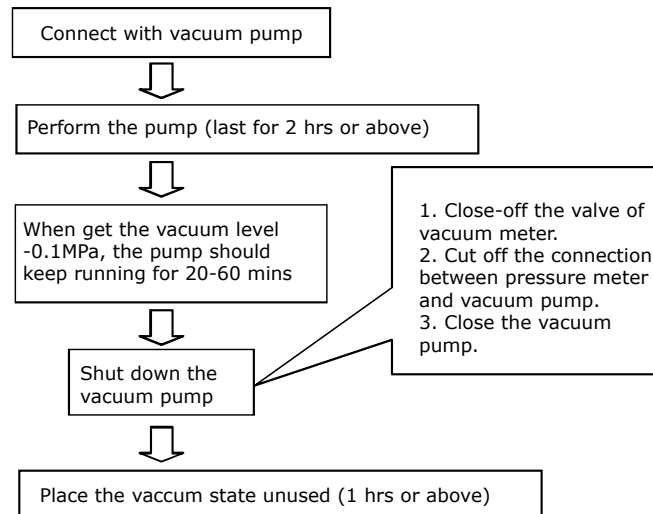 Connect with vacuum pump
Perform the pump (last for 2 hrs or above)
When get the vacuum level
-0.1MPa, the pump should
keep running for 20-60 mins
1. Close-off the valve of
vacuum meter.
2. Cut off the connection
between pressure meter
and vacuum pump.
3. Close the vacuum
pump.
Shut down the
vacuum pump
Place the vaccum state unused (1 hrs or above)